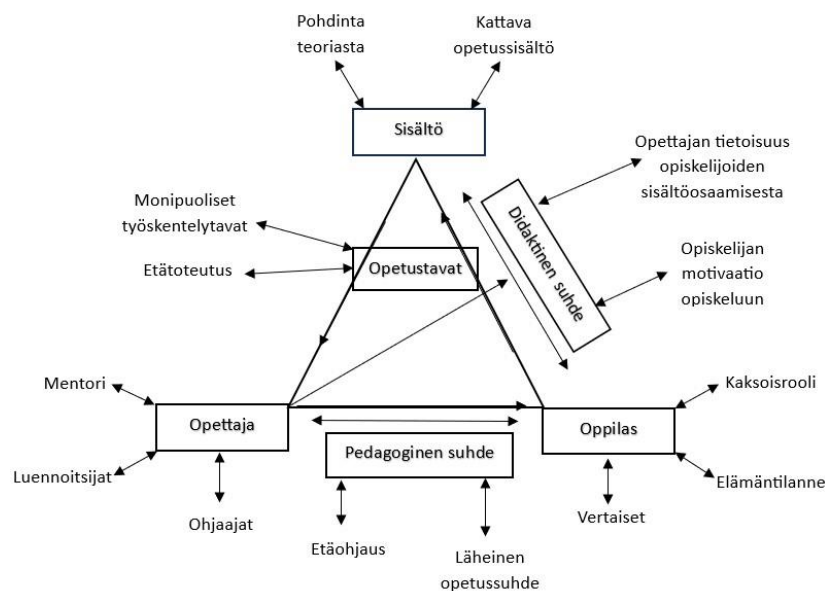 Pohdinta
teoriasta
Kattava
opetussisältö
Sisältö
Opettajan tietoisuus
opiskelijoiden
sisältöosaamisesta
Monipuoliset
työskentelytavat
Didaktinen suhde
Etätoteutus
Opetustavat
Opiskelijan
motivaatio
opiskeluun
Mentori
Kaksoisrooli
Opettaja
Oppilas
Pedagoginen suhde
Luennoitsijat
Elämäntilanne
Ohjaajat
Vertaiset
Etäohjaus
Läheinen
opetussuhde